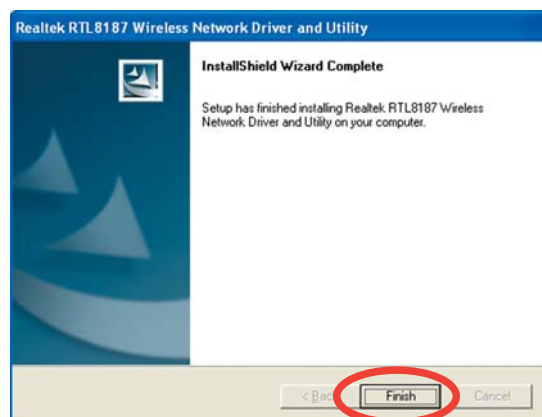 Realtek RTL8187 Wireless Network Driver and Utility
InstallShield Wizard Complete
Setup has finished installing Realtek RTL8187 Wireless
Network Driver and Utility on your computer.
< Back Finish Cancel